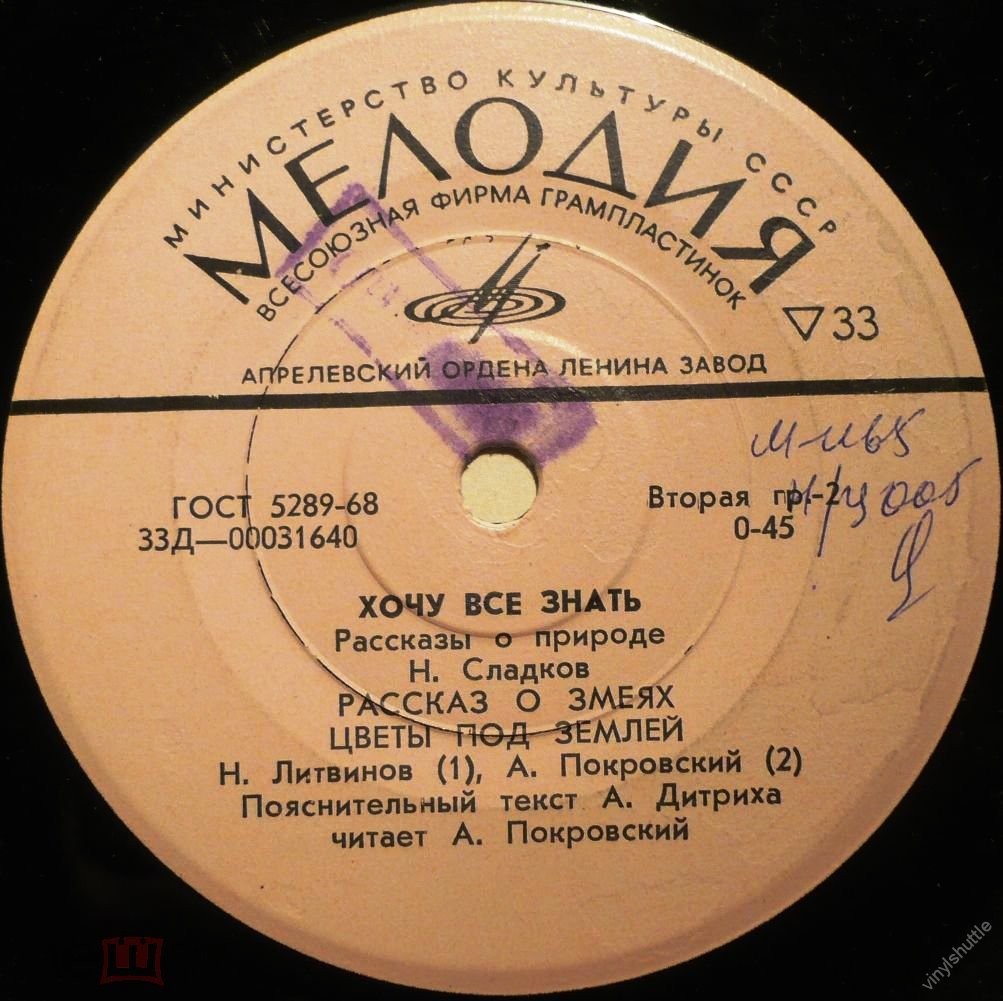 МИНИСТЕРСТВО КУЛЬТУРЫ СССР
МЕЛОДИЯ
ВСЕСОЮЗНАЯ ФИРМА ГРАМПЛАСТИНОК
▽33
АПРЕЛЕВСКИЙ ОРДЕНА ЛЕНИНА ЗАВОД
ГОСТ 5289-68
Вторая гр.-2
33Д—00031640
0-45
ХОЧУ ВСЕ ЗНАТЬ
Рассказы о природе
Н. Сладков
РАССКАЗ О ЗМЕЯХ
ЦВЕТЫ ПОД ЗЕМЛЕЙ
Н. Литвинов (1), А. Покровский (2)
Пояснительный текст А. Дитриха
читает А. Покровский
vinylshuttle